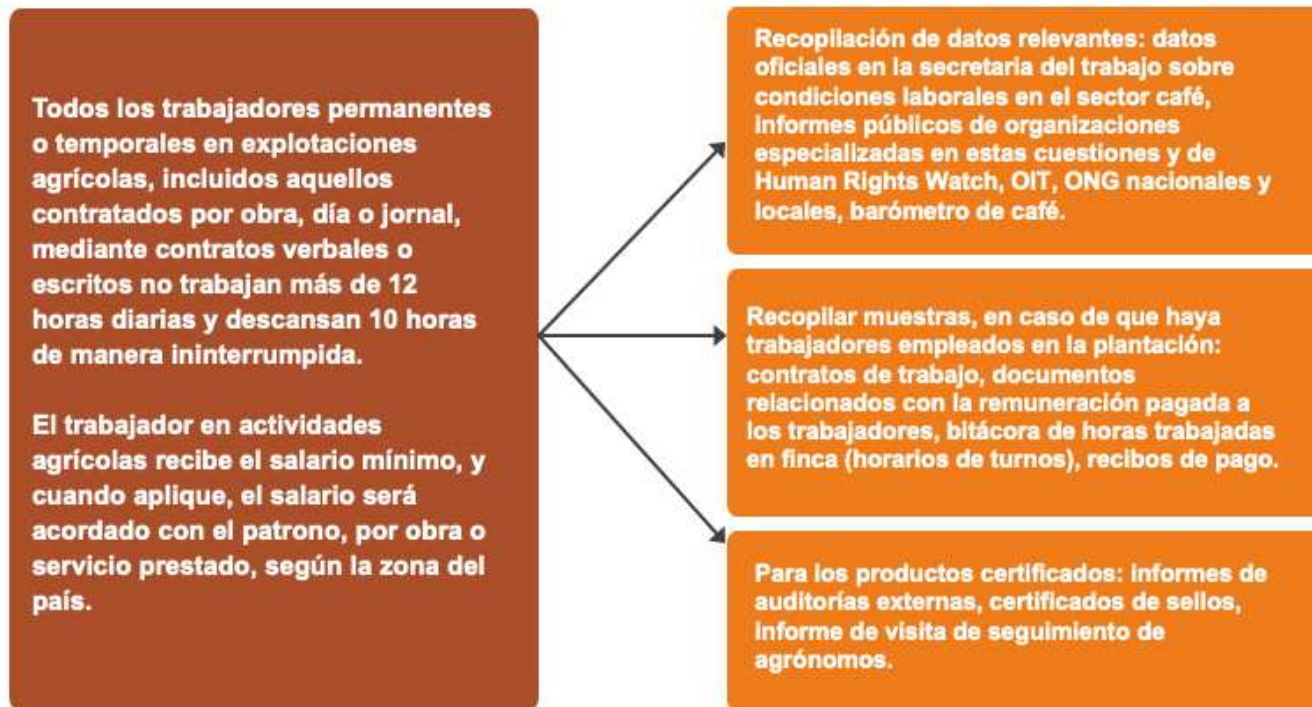 Todos los trabajadores permanentes
o temporales en explotaciones
agrícolas, incluidos aquellos
contratados por obra, día o jornal,
mediante contratos verbales o
escritos no trabajan más de 12
horas diarias y descansan 10 horas
de manera ininterrumpida.
El trabajador en actividades
agrícolas recibe el salario mínimo, y
cuando aplique, el salario será
acordado con el patrono, por obra o
servicio prestado, según la zona del
país.
Recopilación de datos relevantes: datos
oficiales en la secretaria del trabajo sobre
condiciones laborales en el sector café,
informes públicos de organizaciones
especializadas en estas cuestiones y de
Human Rights Watch, OIT, ONG nacionales y
locales, barómetro de café.
Recopilar muestras, en caso de que haya
trabajadores empleados en la plantación:
contratos de trabajo, documentos
relacionados con la remuneración pagada a
los trabajadores, bitácora de horas trabajadas
en finca (horarios de turnos), recibos de pago.
Para los productos certificados: informes de
auditorías externas, certificados de sellos,
informe de visita de seguimiento de
agrónomos.